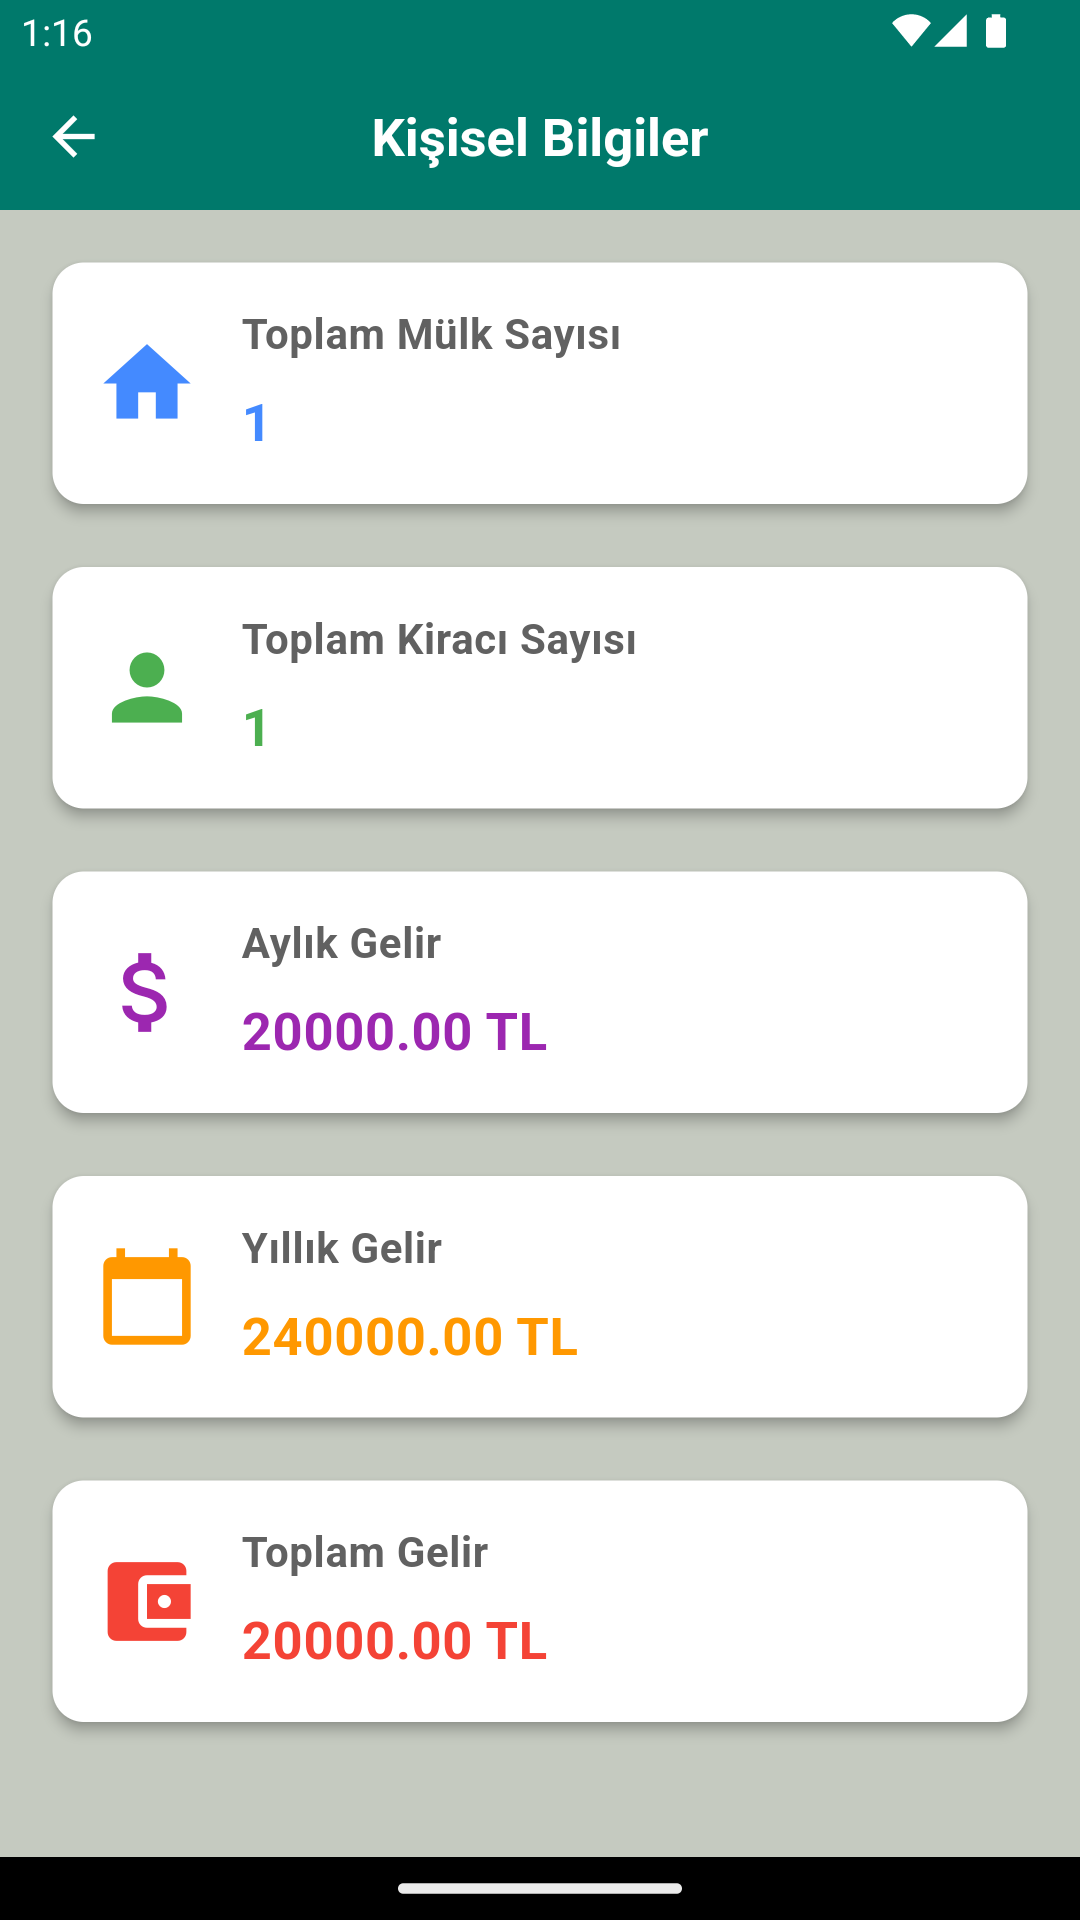 1:16
Kişisel Bilgiler
Toplam Mülk Sayısı
1
Toplam Kiracı Sayısı
1
Aylık Gelir
20000.00 TL
Yıllık Gelir
240000.00 TL
Toplam Gelir
20000.00 TL